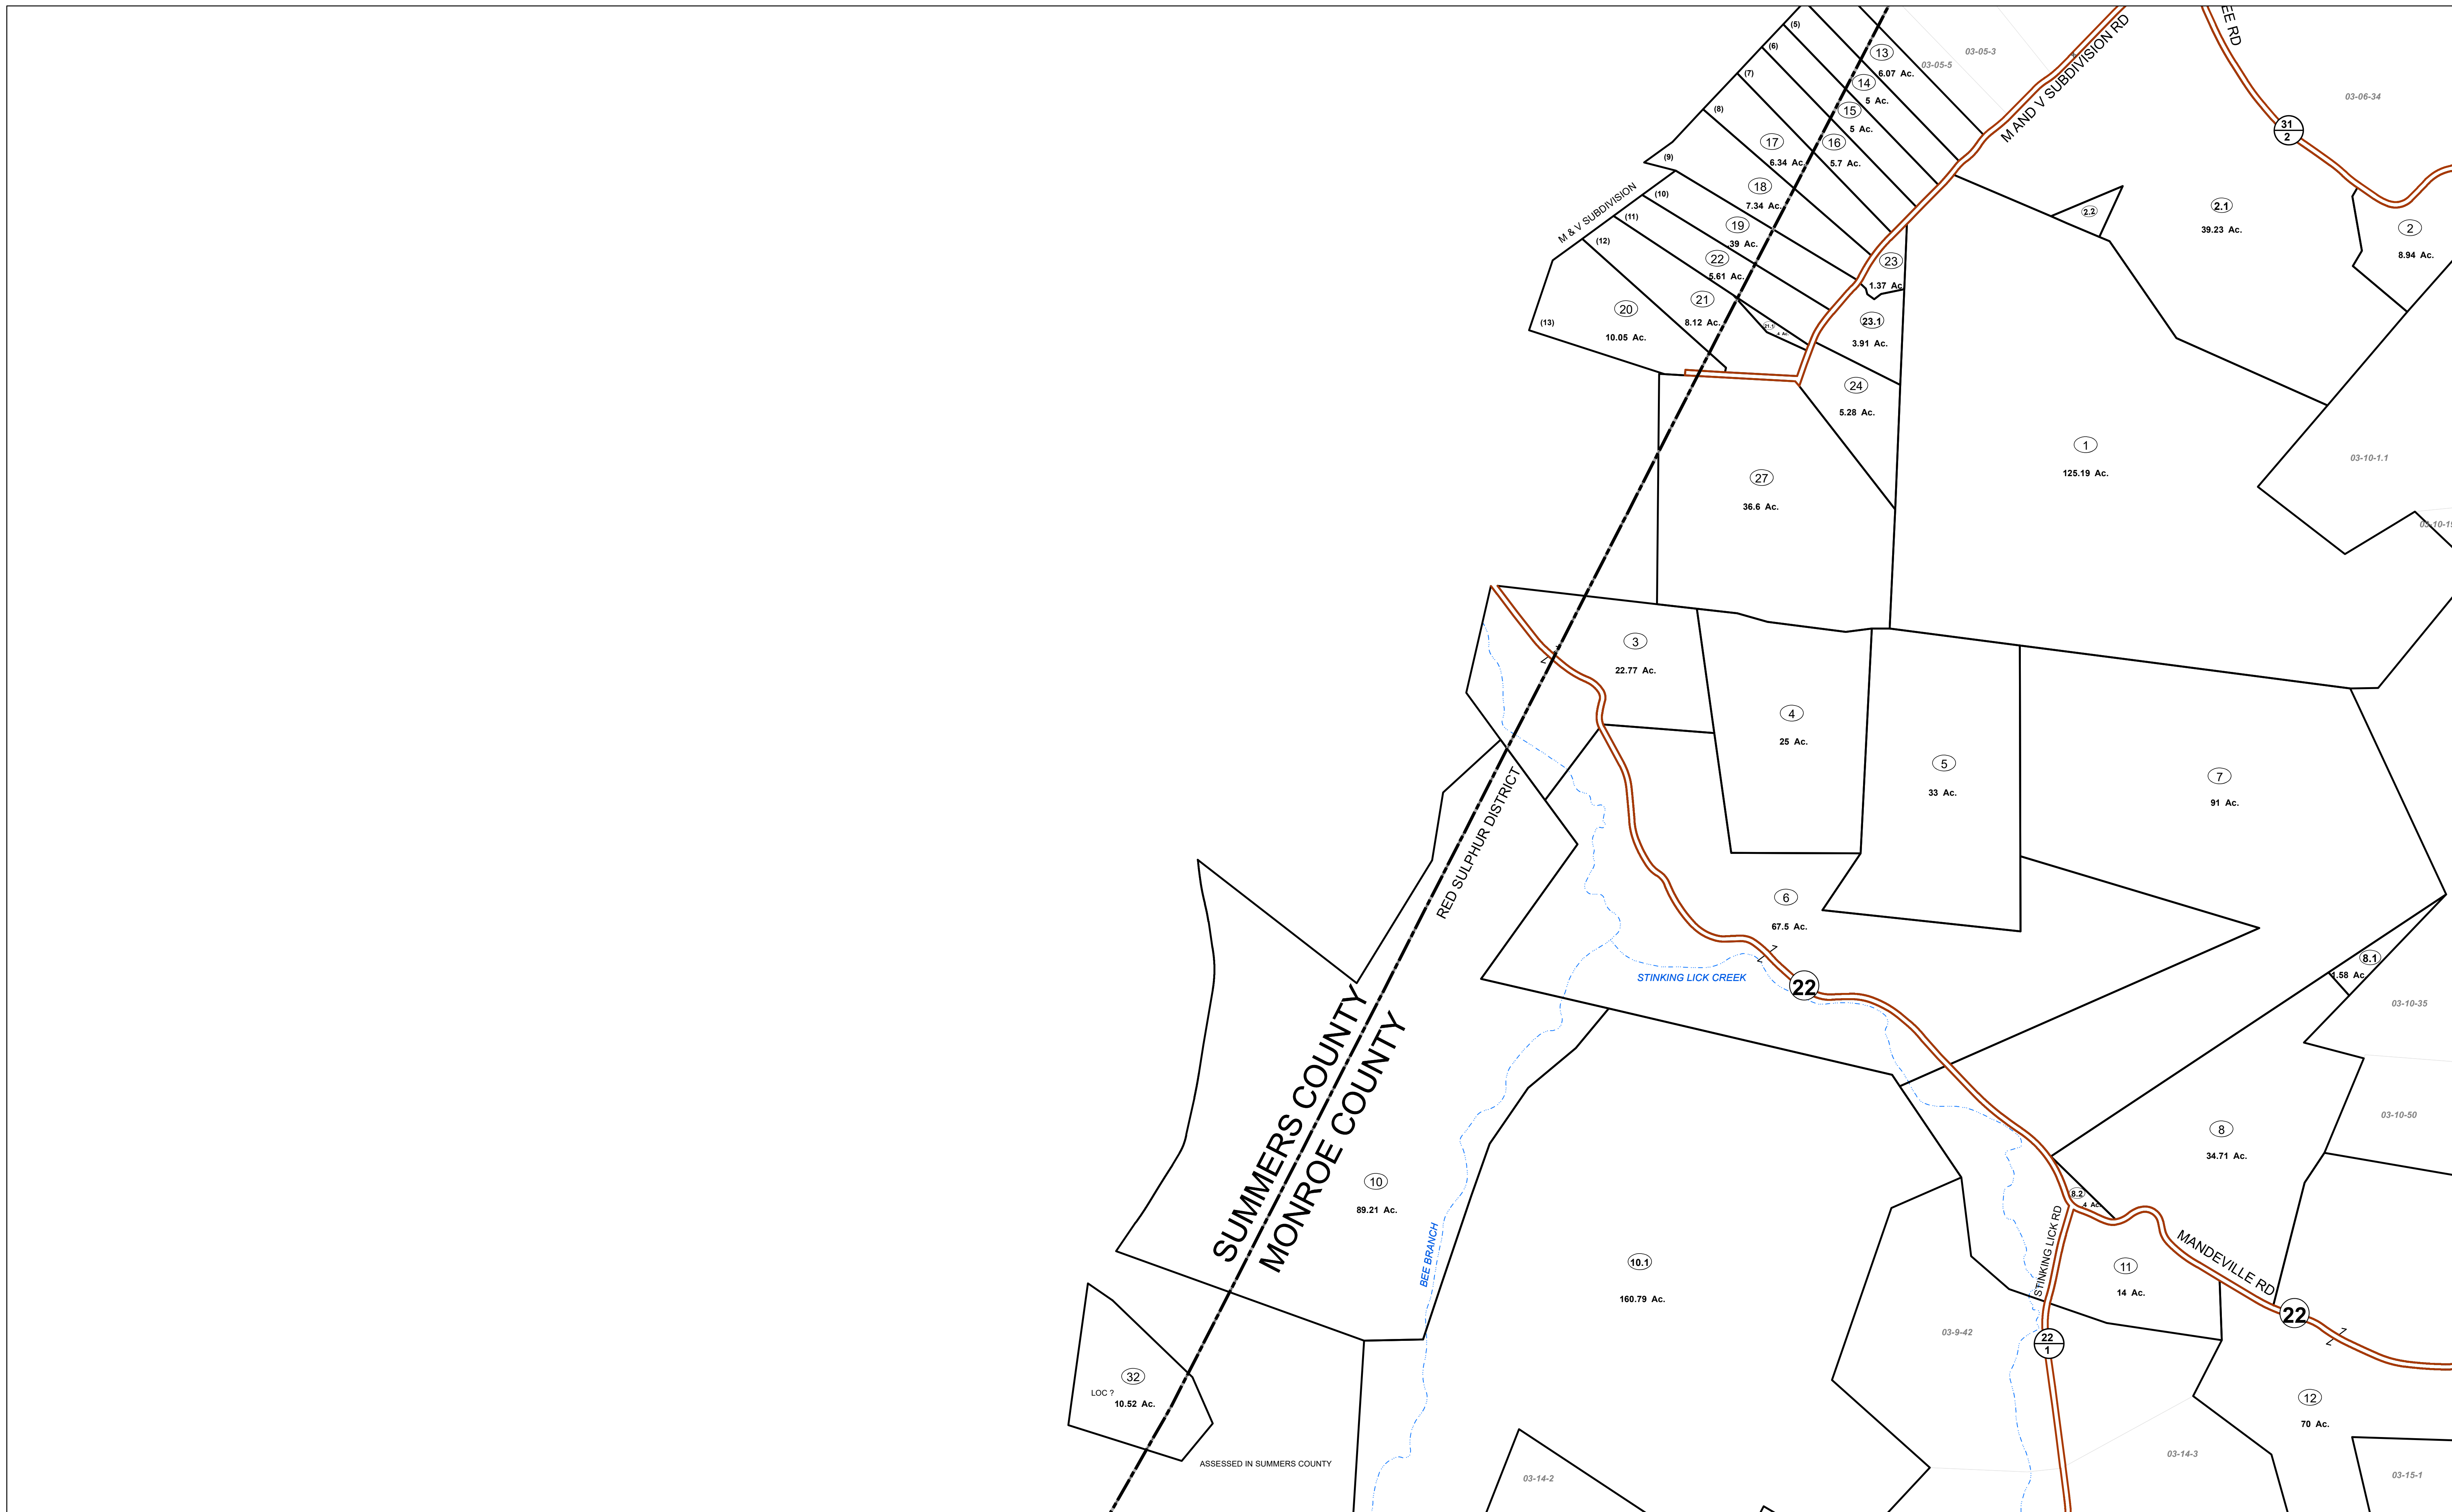 (5)
(6)
(7)
(8)
(9)
(10)
(11)
(12)
(13)
M & V SUBDIVISION
M AND V SUBDIVISION RD
EE RD
13
6.07 Ac.
14
5 Ac.
15
5 Ac.
16
5.7 Ac.
17
6.34 Ac.
18
7.34 Ac.
19
.39 Ac.
22
5.61 Ac.
21
8.12 Ac.
20
10.05 Ac.
21.1
23
1.37 Ac.
23.1
3.91 Ac.
24
5.28 Ac.
03-05-3
03-05-5
03-06-34
31
2
2.2
2.1
39.23 Ac.
2
8.94 Ac.
1
125.19 Ac.
03-10-1.1
27
36.6 Ac.
3
22.77 Ac.
4
25 Ac.
5
33 Ac.
7
91 Ac.
6
67.5 Ac.
RED SULPHUR DISTRICT
STINKING LICK CREEK
22
8.1
1.58 Ac.
03-10-35
03-10-50
SUMMERS COUNTY
MONROE COUNTY
10
89.21 Ac.
BEE BRANCH
10.1
160.79 Ac.
8
34.71 Ac.
8.2
.4 Ac.
STINKING LICK RD
MANDEVILLE RD
11
14 Ac.
22
22
1
03-9-42
32
LOC ?
10.52 Ac.
12
70 Ac.
ASSESSED IN SUMMERS COUNTY
03-14-2
03-14-3
03-15-1